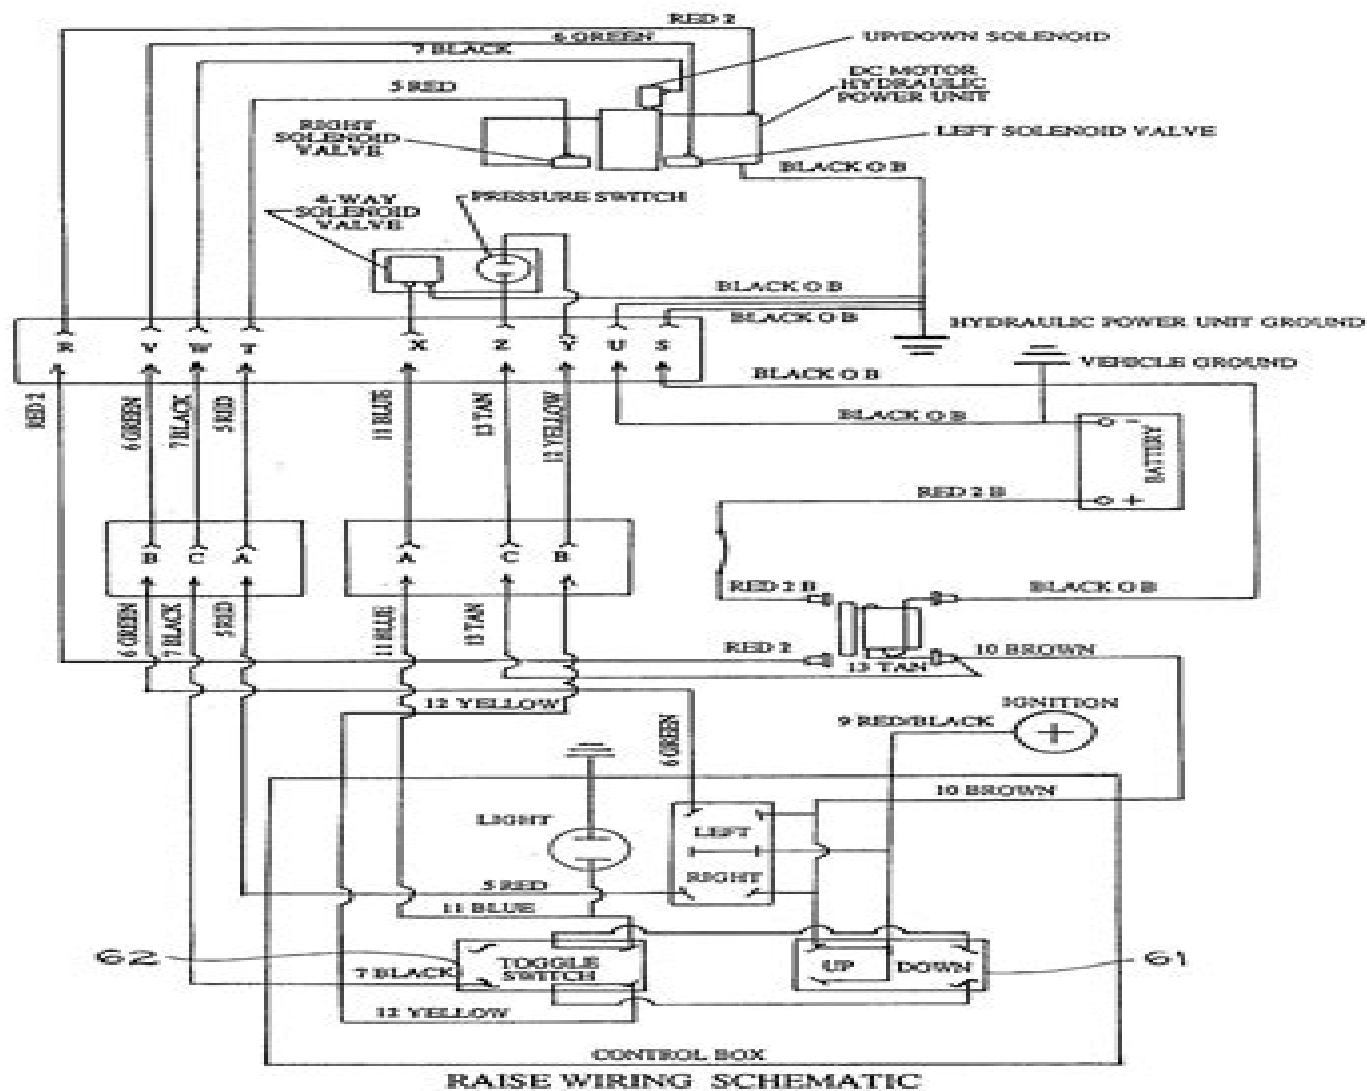 RED 2
6 GREEN
7 BLACK
UP/DOWN SOLENOID
5 RED
DC MOTOR
HYDRAULIC
POWER UNIT
RIGHT
SOLENOID
VALVE
LEFT SOLENOID VALVE
BLACK O B
4-WAY
SOLENOID
VALVE
PRESSURE SWITCH
BLACK O B
BLACK O B
HYDRAULIC POWER UNIT GROUND
R V W T X Z Y U S
VEHICLE GROUND
BLACK O B
RED 2
6 GREEN
7 BLACK
5 RED
11 BLUE
13 TAN
12 YELLOW
BLACK O B
-
BATTERY
RED 2 B
+
B C A A C B
RED 2 B
BLACK O B
6 GREEN
7 BLACK
5 RED
11 BLUE
13 TAN
RED 2
13 TAN
10 BROWN
12 YELLOW
6 GREEN
9 RED/BLACK
IGNITION
10 BROWN
LIGHT
LEFT
RIGHT
5 RED
11 BLUE
62
7 BLACK
TOGGLE
SWITCH
UP
DOWN
61
12 YELLOW
CONTROL BOX
RAISE WIRING SCHEMATIC